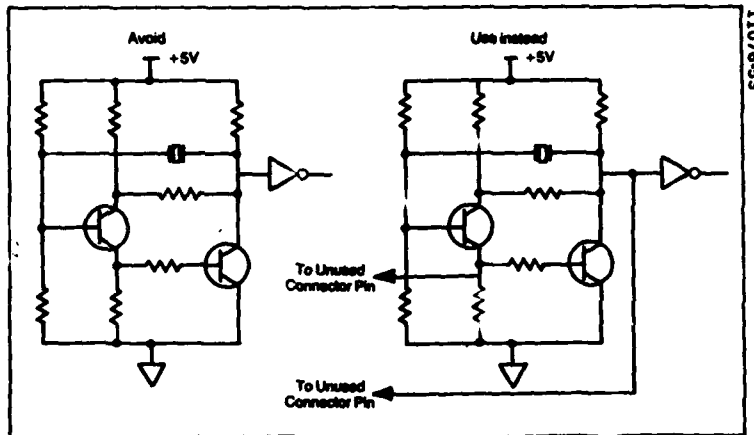 Avoid
+5V
Use instead
+5V
To Unused
Connector Pin
To Unused
Connector Pin